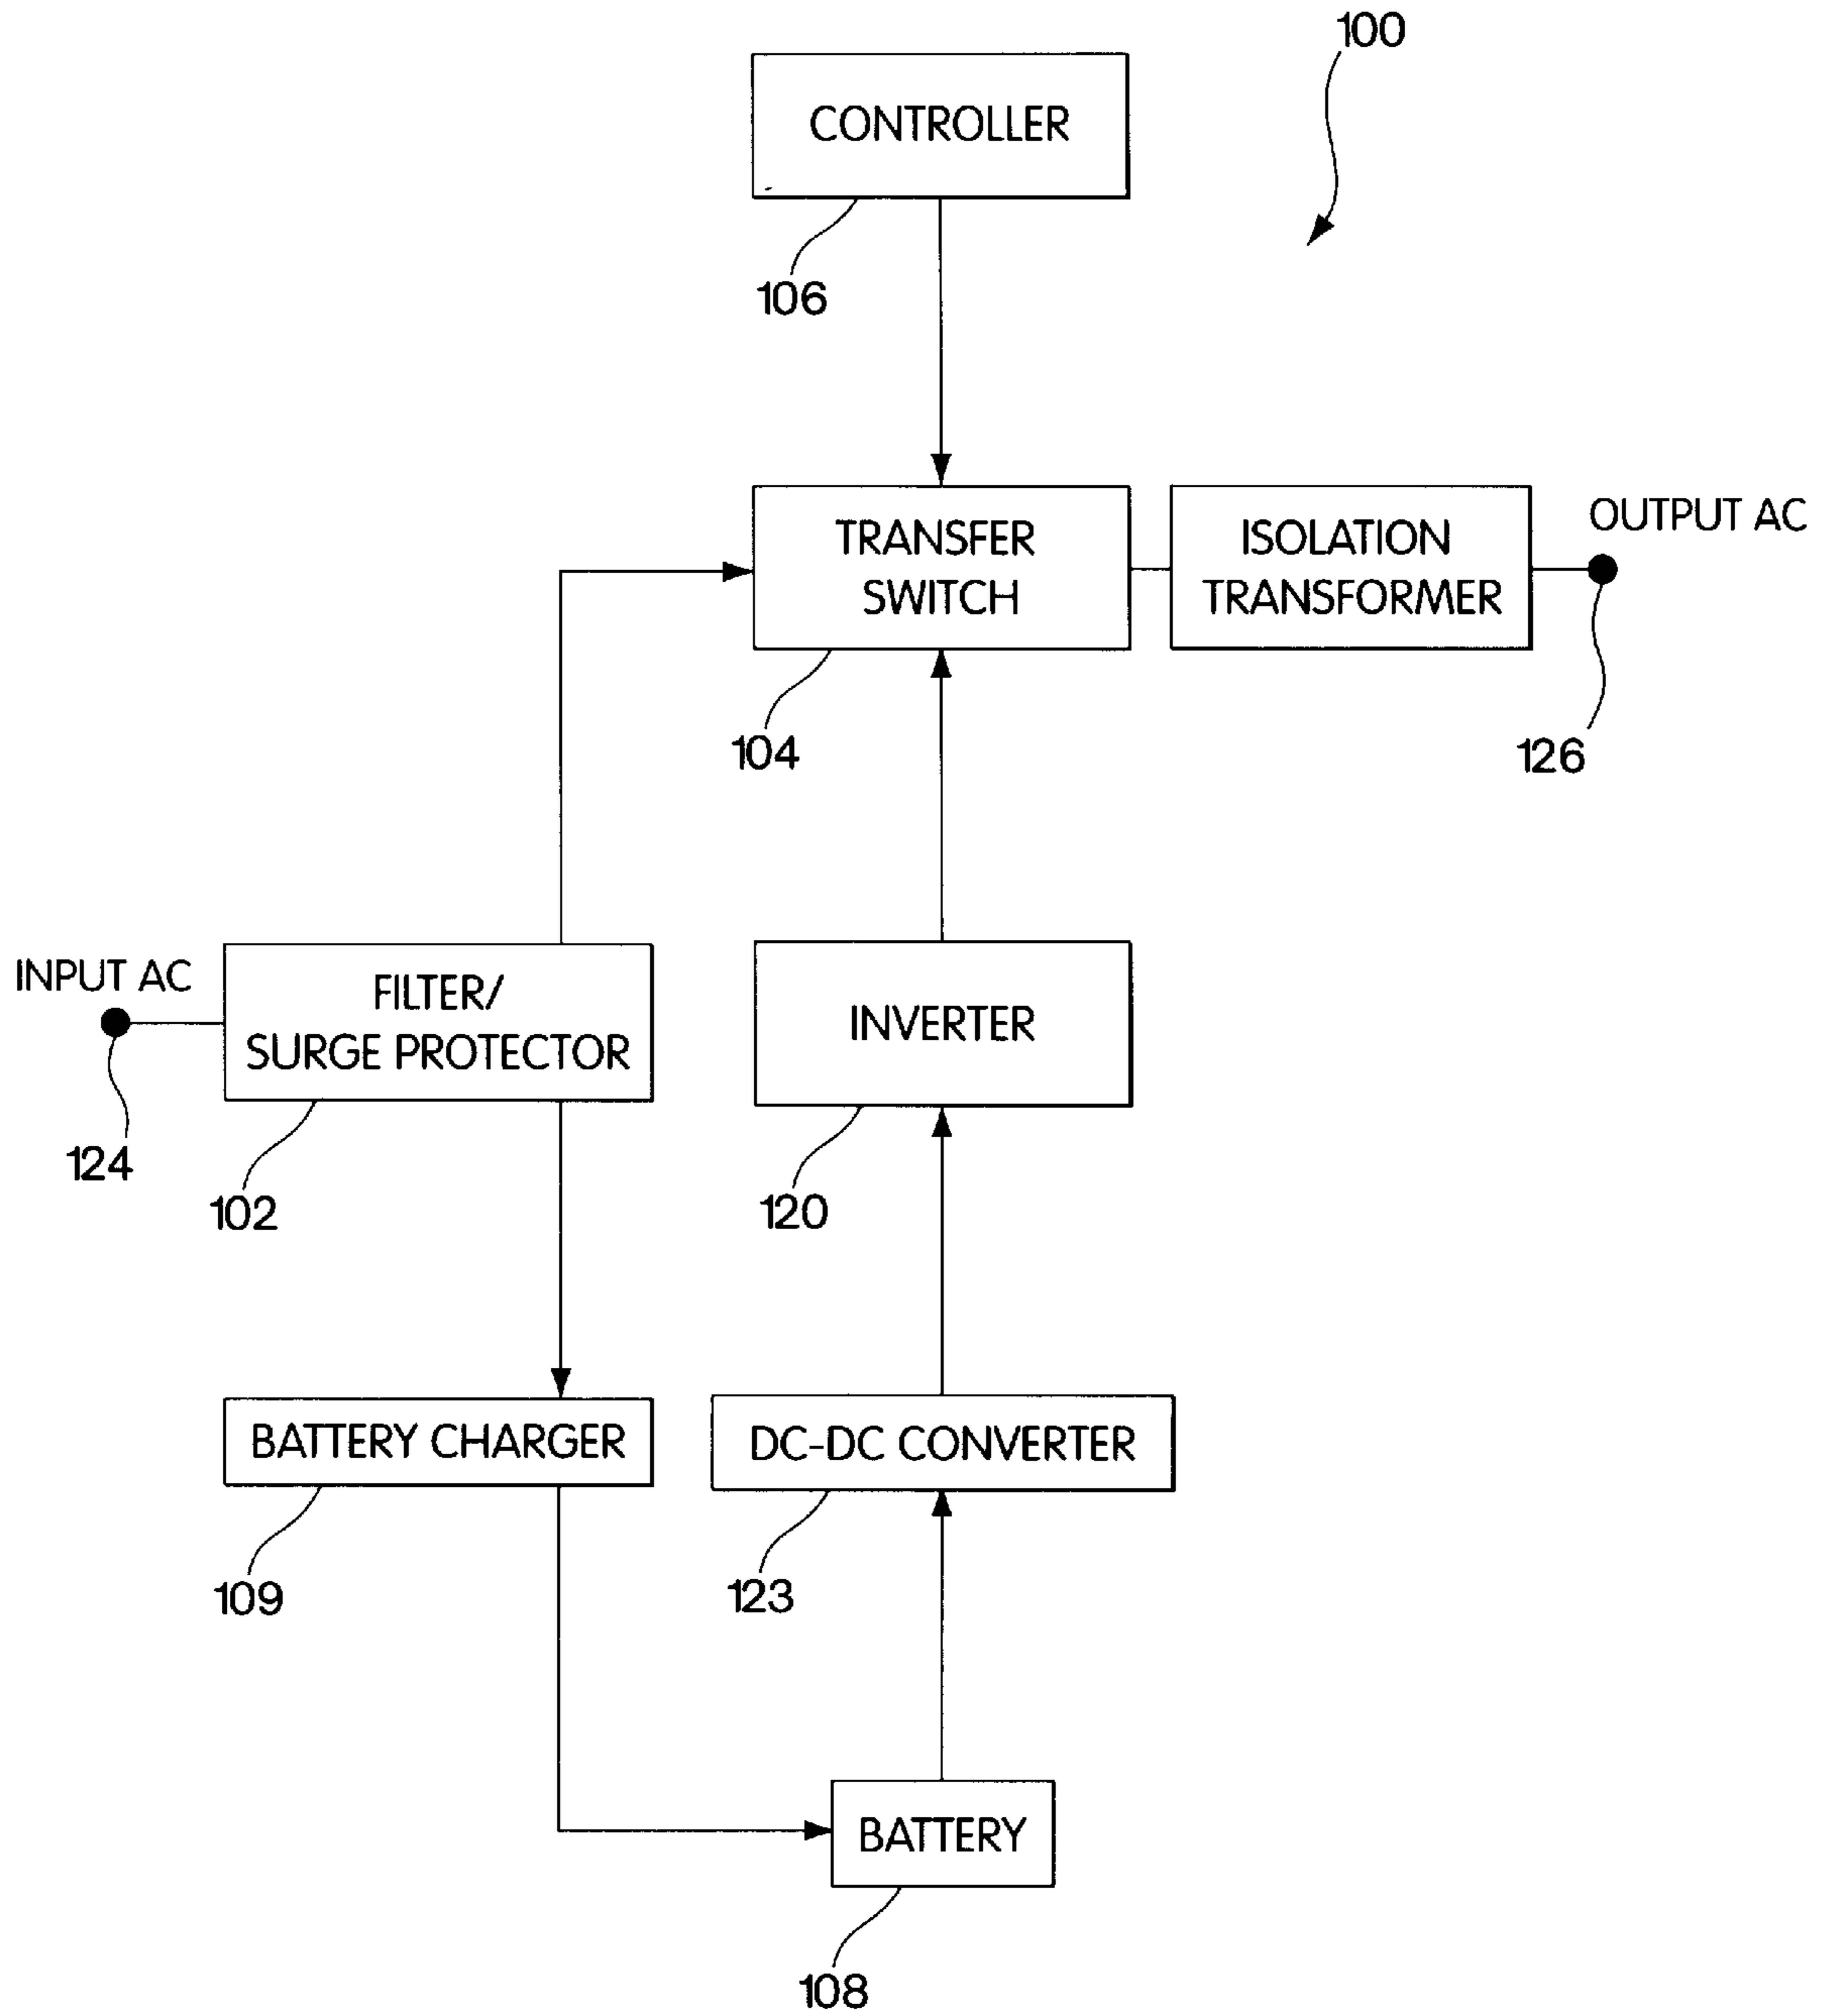 100
CONTROLLER
106
TRANSFER
SWITCH
104
ISOLATION
TRANSFORMER
OUTPUT AC
126
INPUT AC
124
FILTER/
SURGE PROTECTOR
102
INVERTER
120
BATTERY CHARGER
109
DC-DC CONVERTER
123
BATTERY
108